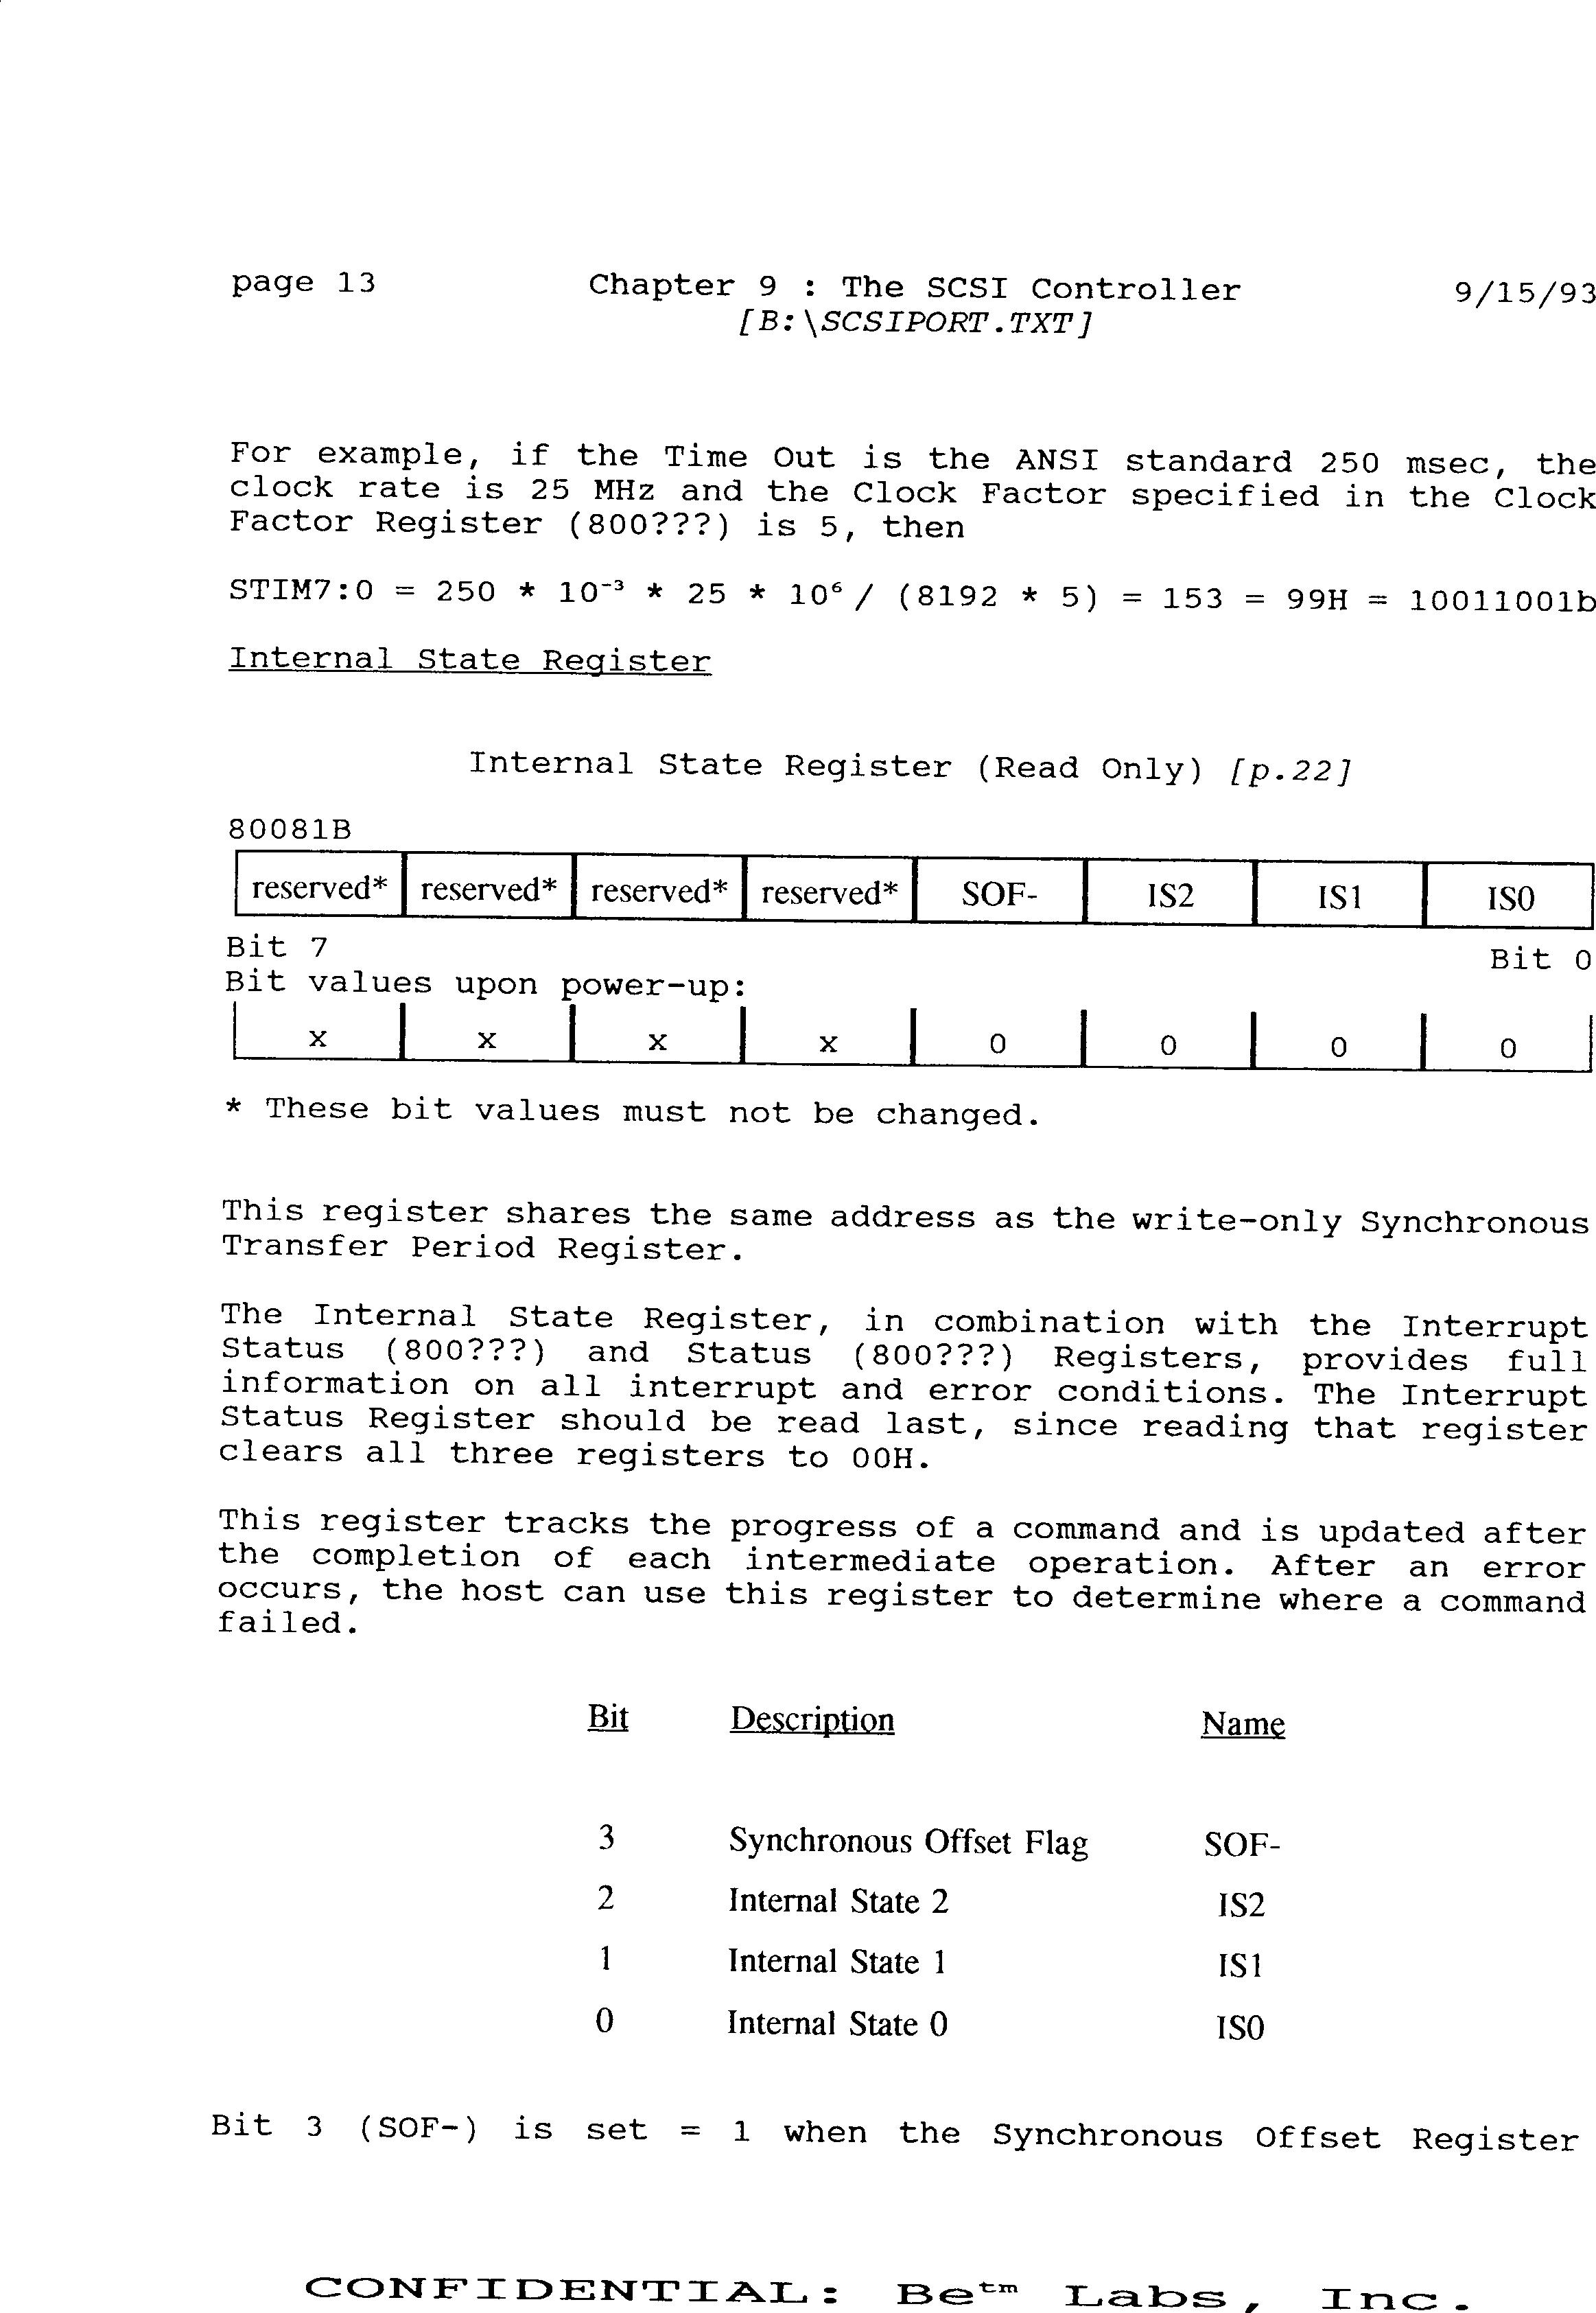 page 13 Chapter 9 : The SCSI Controller 9/15/93
[B:\SCSIPORT.TXT]
For example, if the Time Out is the ANSI standard 250 msec, the
clock rate is 25 MHz and the Clock Factor specified in the Clock
Factor Register (800???) is 5, then
STIM7:0 = 250 * 10⁻³ * 25 * 10⁶ / (8192 * 5) = 153 = 99H = 10011001b
Internal State Register
Internal State Register (Read Only) [p.22]
80081B
reserved* reserved* reserved* reserved* SOF- IS2 IS1 IS0
Bit 7 Bit 0
Bit values upon power-up:
x x x x 0 0 0 0
* These bit values must not be changed.
This register shares the same address as the write-only Synchronous
Transfer Period Register.
The Internal State Register, in combination with the Interrupt
Status (800???) and Status (800???) Registers, provides full
information on all interrupt and error conditions. The Interrupt
Status Register should be read last, since reading that register
clears all three registers to 00H.
This register tracks the progress of a command and is updated after
the completion of each intermediate operation. After an error
occurs, the host can use this register to determine where a command
failed.
Bit Description Name
3 Synchronous Offset Flag SOF-
2 Internal State 2 IS2
1 Internal State 1 IS1
0 Internal State 0 IS0
Bit 3 (SOF-) is set = 1 when the Synchronous Offset Register
CONFIDENTIAL: Be™ Labs, Inc.